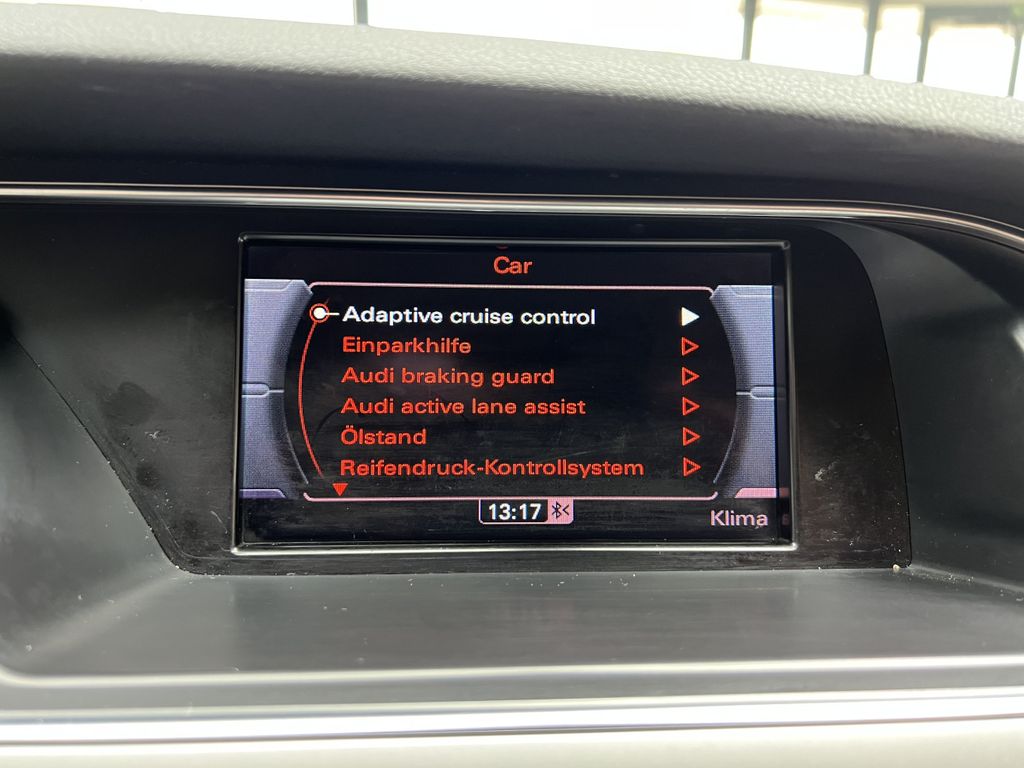 Car
Adaptive cruise control
Einparkhilfe
Audi braking guard
Audi active lane assist
Ölstand
Reifendruck-Kontrollsystem
13:17
Klima